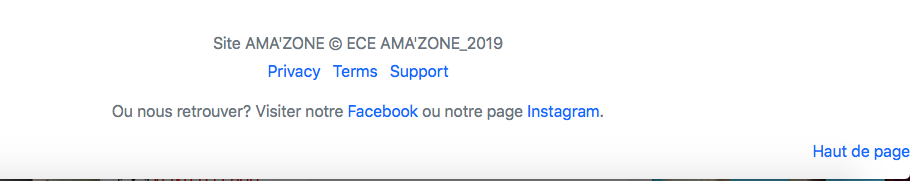 Site AMA'ZONE © ECE AMA'ZONE_2019
Privacy Terms Support
Ou nous retrouver? Visiter notre Facebook ou notre page Instagram.
Haut de page